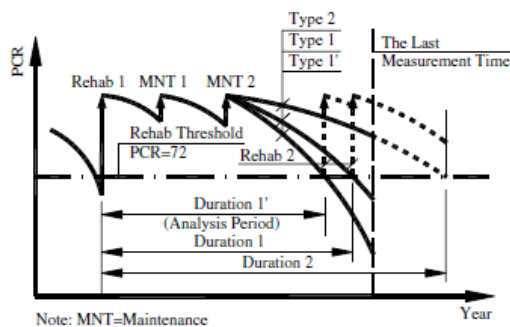 Type 2
Type 1
Type 1'
The Last
Measurement Time
PCR
Rehab 1
MNT 1
MNT 2
Rehab Threshold
PCR=72
Rehab 2
Duration 1'
(Analysis Period)
Duration 1
Duration 2
Year
Note: MNT=Maintenance